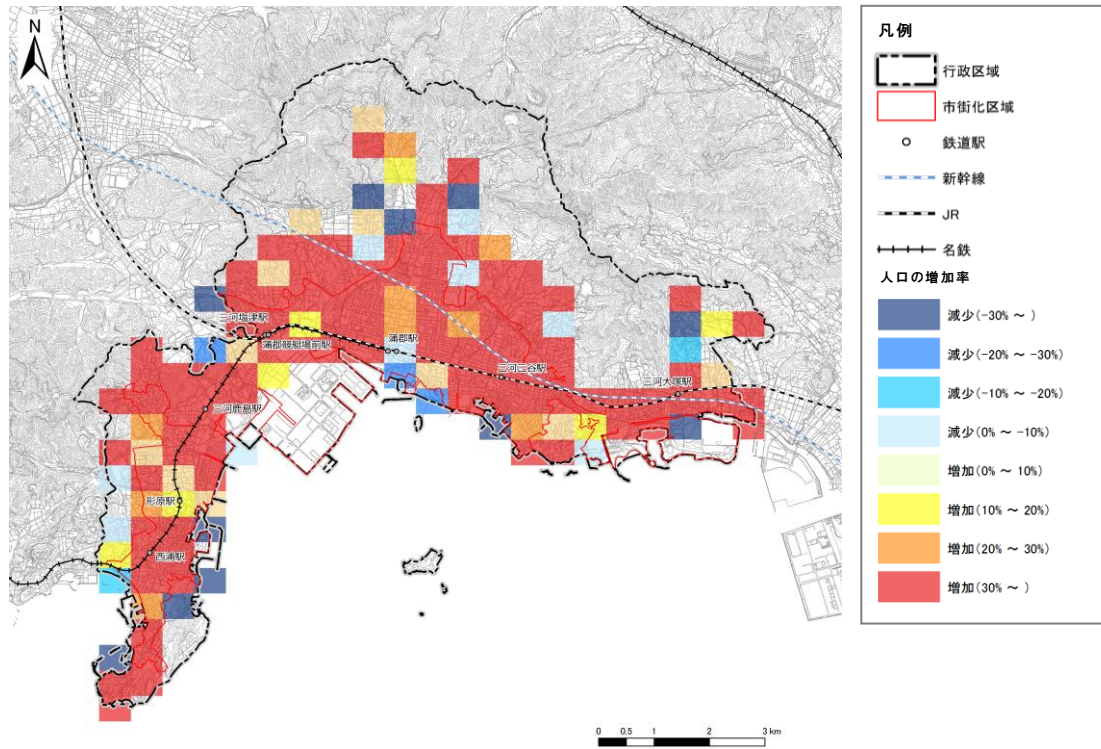 N
三河塩津駅
蒲郡競艇場前駅
蒲郡駅
三河三谷駅
三河大塚駅
三河鹿島駅
形原駅
西浦駅
0 0.5 1 2 3 km
凡例
行政区域
市街化区域
鉄道駅
新幹線
JR
名鉄
人口の増加率
減少(-30% ～ )
減少(-20% ～ -30%)
減少(-10% ～ -20%)
減少(0% ～ -10%)
増加(0% ～ 10%)
増加(10% ～ 20%)
増加(20% ～ 30%)
増加(30% ～ )